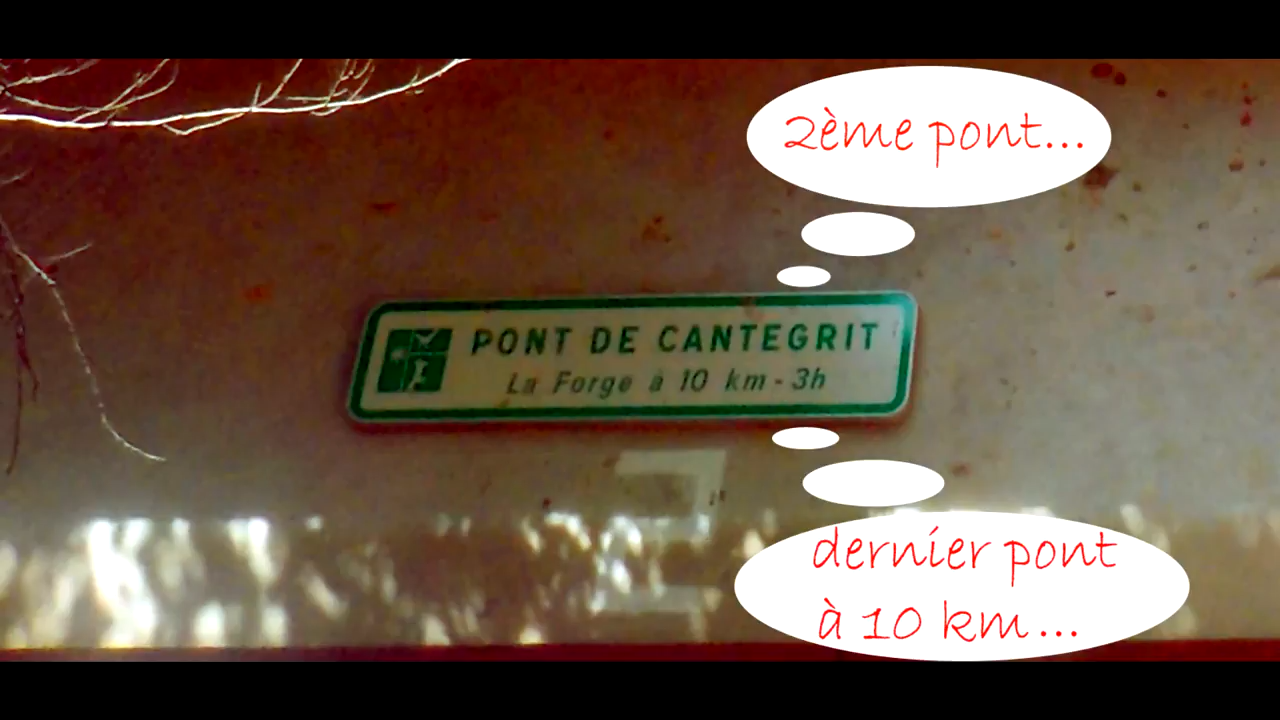 2ème pont...
PONT DE CANTEGRIT
La Forge à 10 km - 3h
dernier pont
à 10 km...